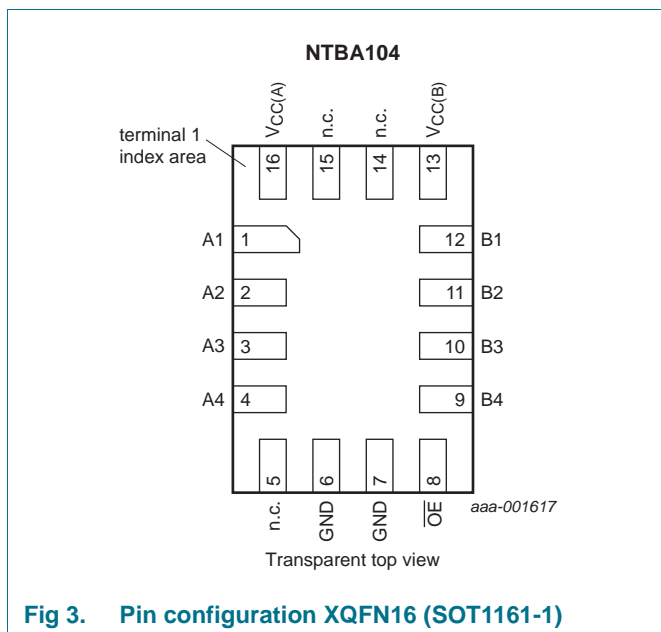 NTBA104
VCC(A) n.c. n.c. VCC(B)
terminal 1
index area
16 15 14 13
A1 1 12 B1
A2 2 11 B2
A3 3 10 B3
A4 4 9 B4
5 6 7 8
n.c. GND GND OE aaa-001617
Transparent top view
Fig 3. Pin configuration XQFN16 (SOT1161-1)